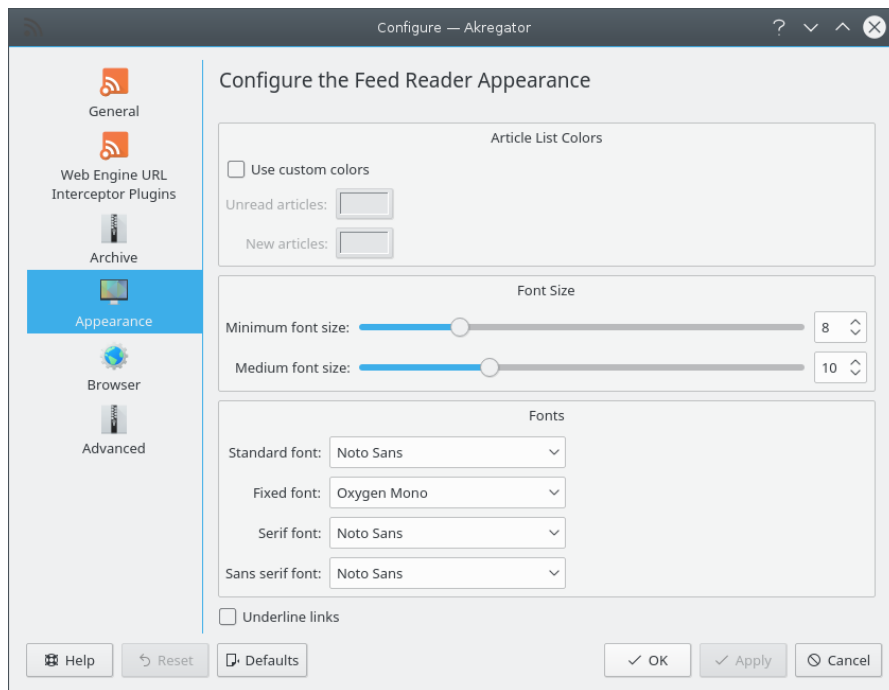 Configure — Akregator
General
Web Engine URL
Interceptor Plugins
Archive
Appearance
Browser
Advanced
Configure the Feed Reader Appearance
Article List Colors
Use custom colors
Unread articles:
New articles:
Font Size
Minimum font size: 8
Medium font size: 10
Fonts
Standard font: Noto Sans
Fixed font: Oxygen Mono
Serif font: Noto Sans
Sans serif font: Noto Sans
Underline links
Help Reset Defaults OK Apply Cancel